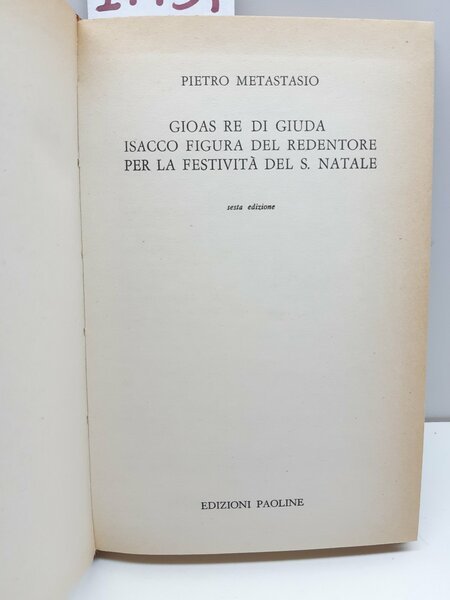 PIETRO METASTASIO
GIOAS RE DI GIUDA
ISACCO FIGURA DEL REDENTORE
PER LA FESTIVITÀ DEL S. NATALE
sesta edizione
EDIZIONI PAOLINE